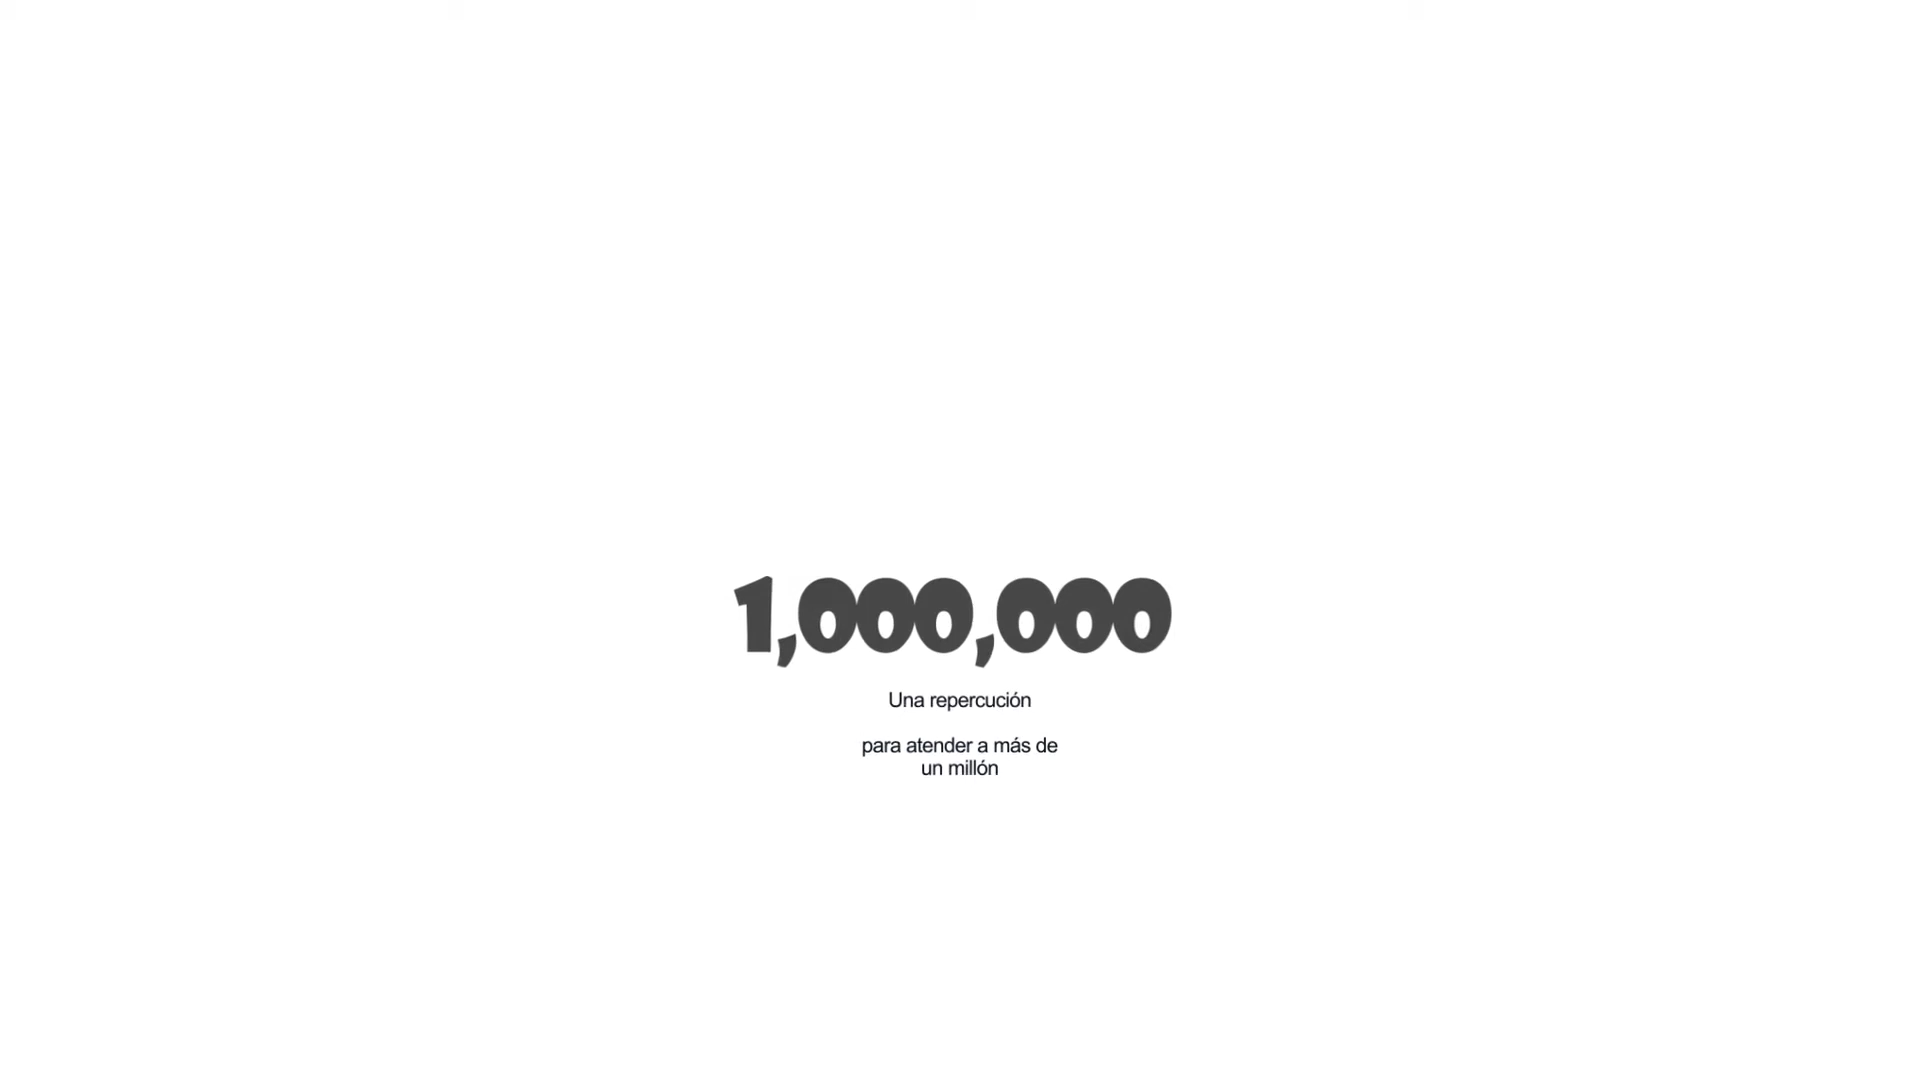 1,000,000
Una repercución
para atender a más de
un millón